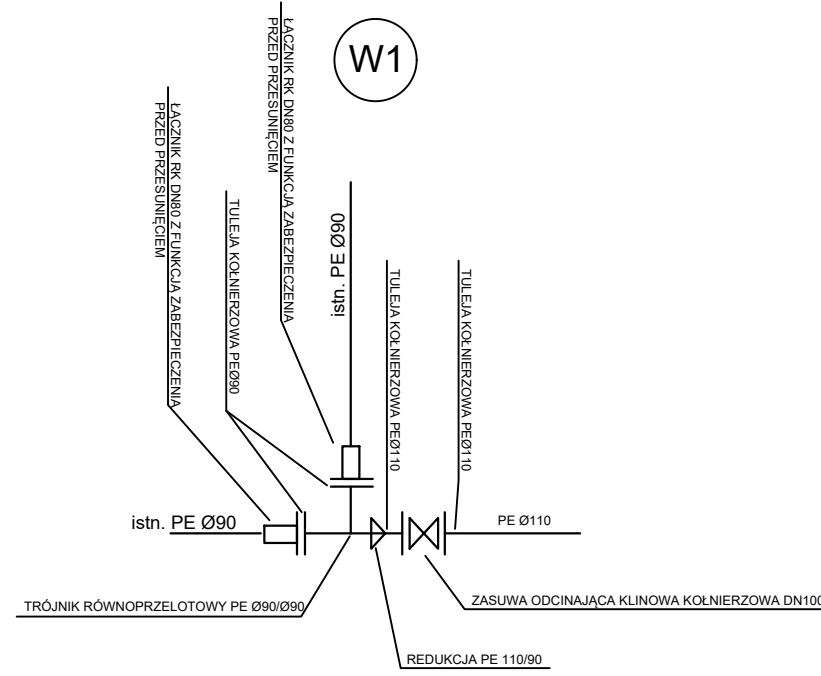 W1
ŁĄCZNIK RK DN80 Z FUNKCJĄ ZABEZPIECZENIA
PRZED PRZESUNIĘCIEM
ŁĄCZNIK RK DN80 Z FUNKCJĄ ZABEZPIECZENIA
PRZED PRZESUNIĘCIEM
TULEJA KOŁNIERZOWA PEØ90
istn. PE Ø90
TULEJA KOŁNIERZOWA PEØ110
TULEJA KOŁNIERZOWA PEØ110
istn. PE Ø90
PE Ø110
TRÓJNIK RÓWNOPRZELOTOWY PE Ø90/Ø90
ZASUWA ODCINAJĄCA KLINOWA KOŁNIERZOWA DN100
REDUKCJA PE 110/90